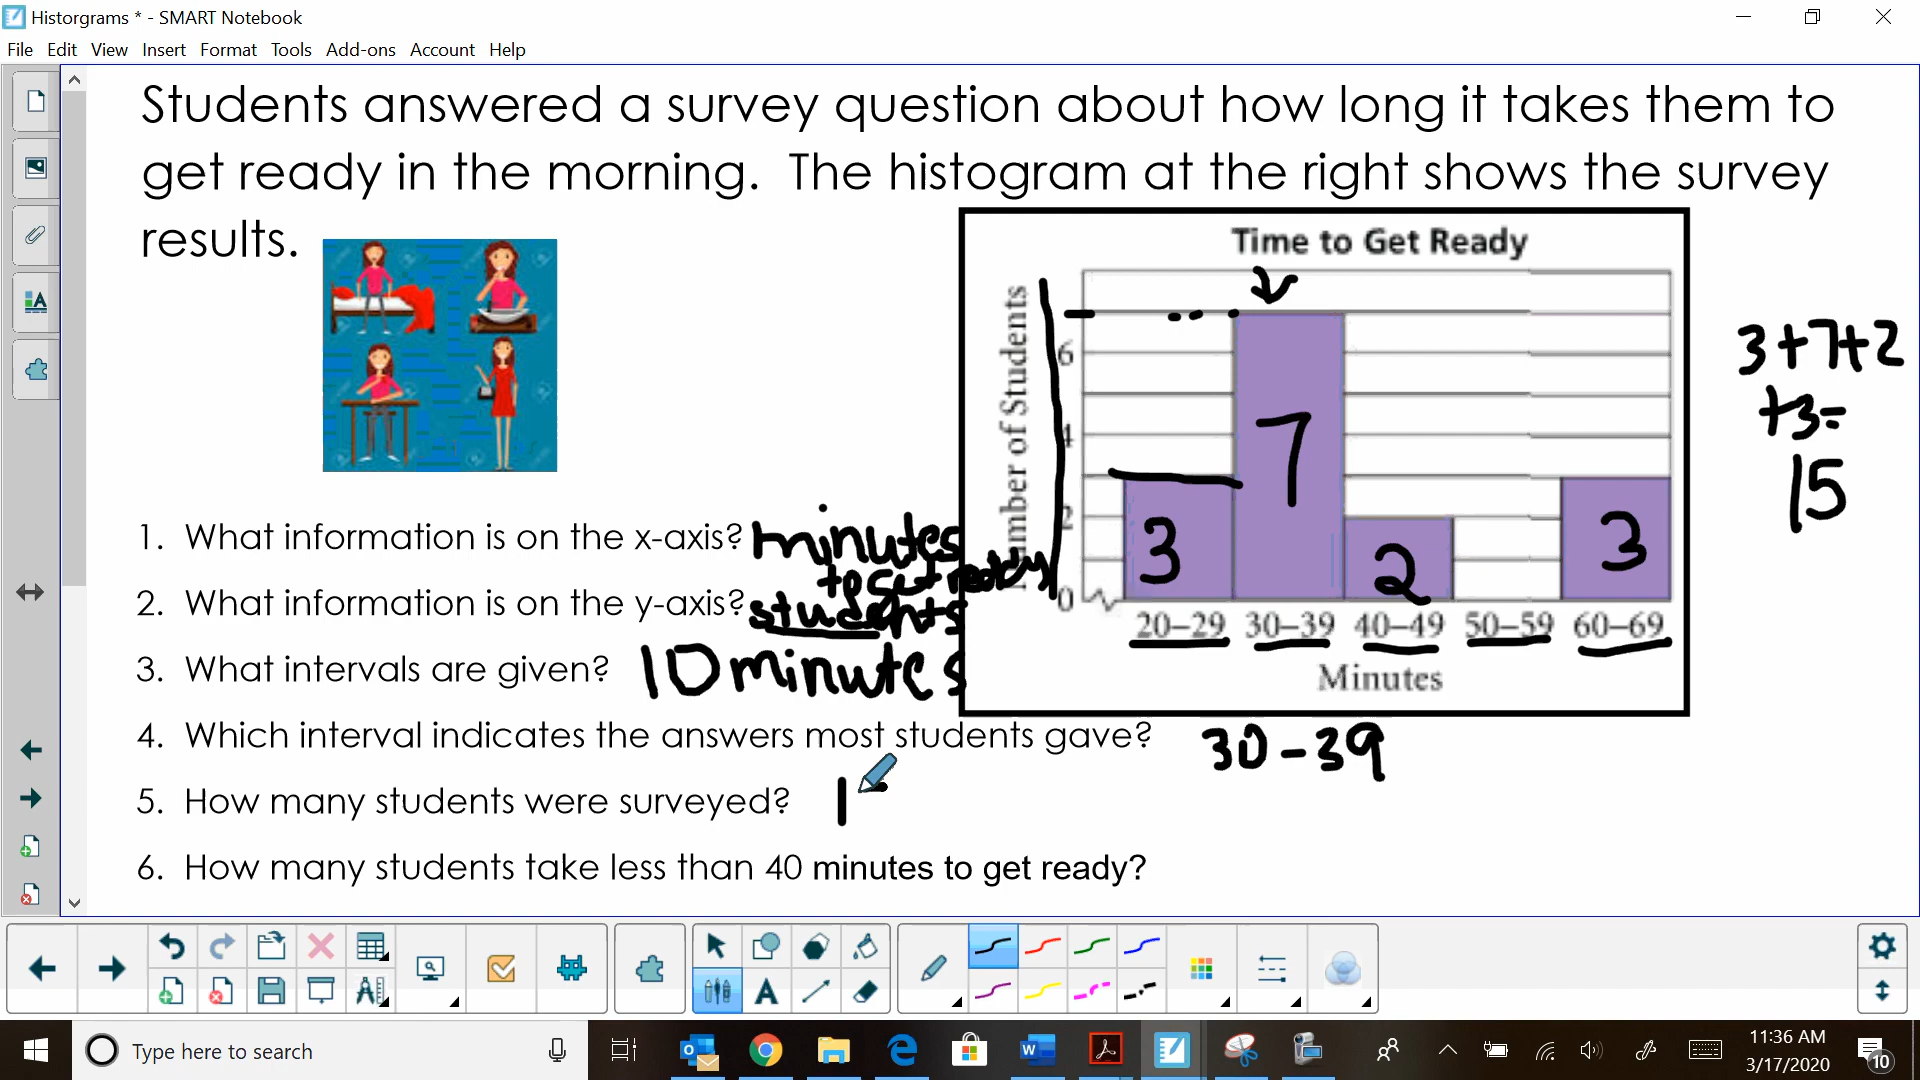 Historgrams * - SMART Notebook
File Edit View Insert Format Tools Add-ons Account Help
Students answered a survey question about how long it takes them to
get ready in the morning. The histogram at the right shows the survey
results.
Time to Get Ready
Number of Students
6
4
2
0
3
7
2
3
20–29 30–39 40–49 50–59 60–69
Minutes
3+7+2
+3=
15
1. What information is on the x-axis? minutes
to get ready
2. What information is on the y-axis? students
3. What intervals are given? 10 minutes
4. Which interval indicates the answers most students gave? 30-39
5. How many students were surveyed? 1
6. How many students take less than 40 minutes to get ready?
Type here to search
11:36 AM
3/17/2020
10